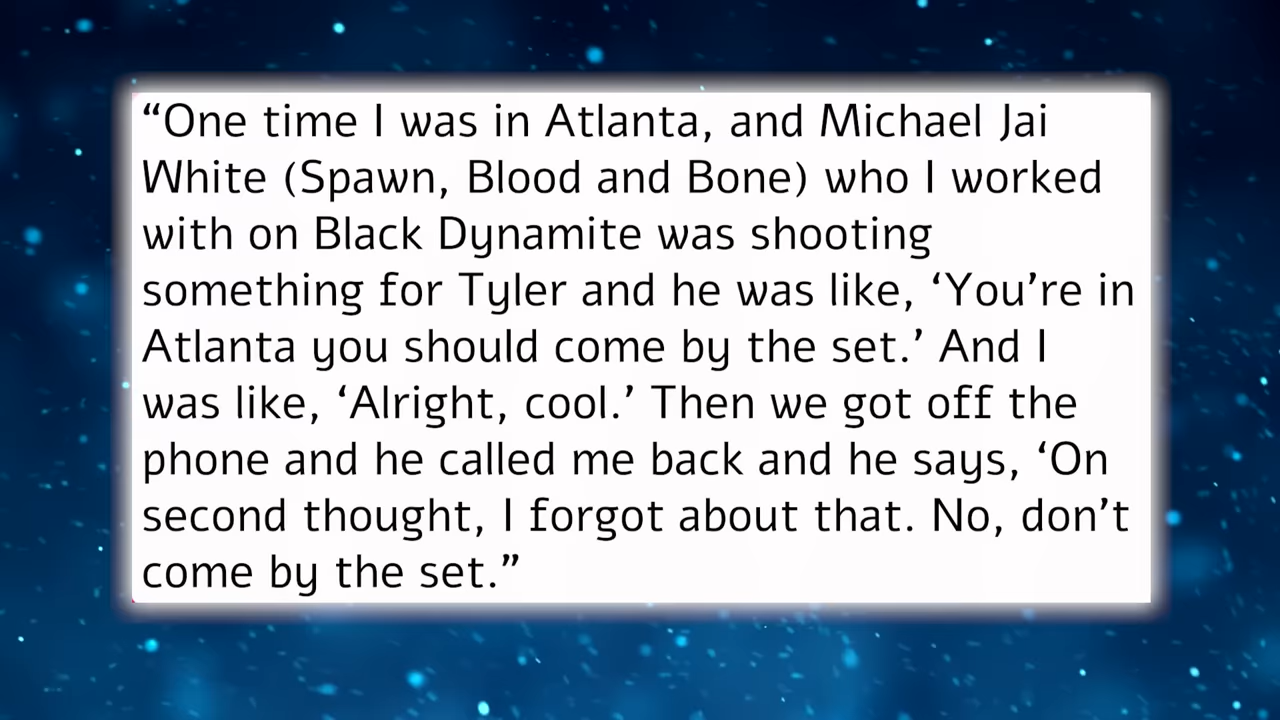 “One time I was in Atlanta, and Michael Jai
White (Spawn, Blood and Bone) who I worked
with on Black Dynamite was shooting
something for Tyler and he was like, ‘You’re in
Atlanta you should come by the set.’ And I
was like, ‘Alright, cool.’ Then we got off the
phone and he called me back and he says, ‘On
second thought, I forgot about that. No, don’t
come by the set.”